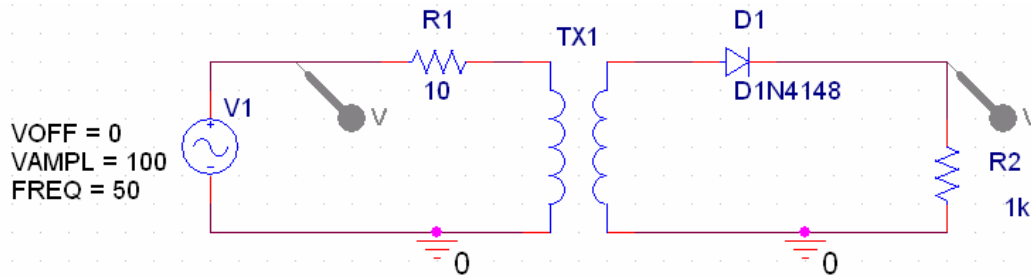 R1
10
TX1
D1
D1N4148
V1
VOFF = 0
VAMPL = 100
FREQ = 50
+
-
V
V
R2
1k
0
0